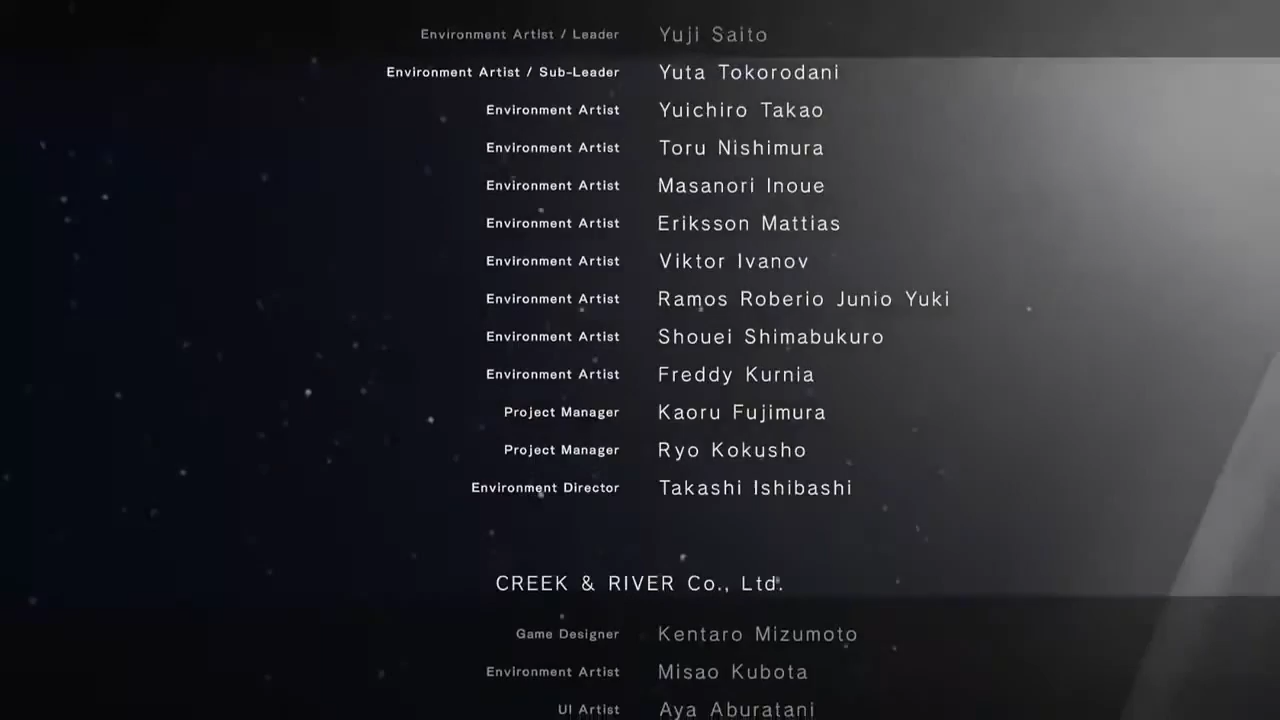 Environment Artist / Leader Yuji Saito
Environment Artist / Sub-Leader Yuta Tokorodani
Environment Artist Yuichiro Takao
Environment Artist Toru Nishimura
Environment Artist Masanori Inoue
Environment Artist Eriksson Mattias
Environment Artist Viktor Ivanov
Environment Artist Ramos Roberio Junio Yuki
Environment Artist Shouei Shimabukuro
Environment Artist Freddy Kurnia
Project Manager Kaoru Fujimura
Project Manager Ryo Kokusho
Environment Director Takashi Ishibashi
CREEK & RIVER Co., Ltd.
Game Designer Kentaro Mizumoto
Environment Artist Misao Kubota
UI Artist Aya Aburatani